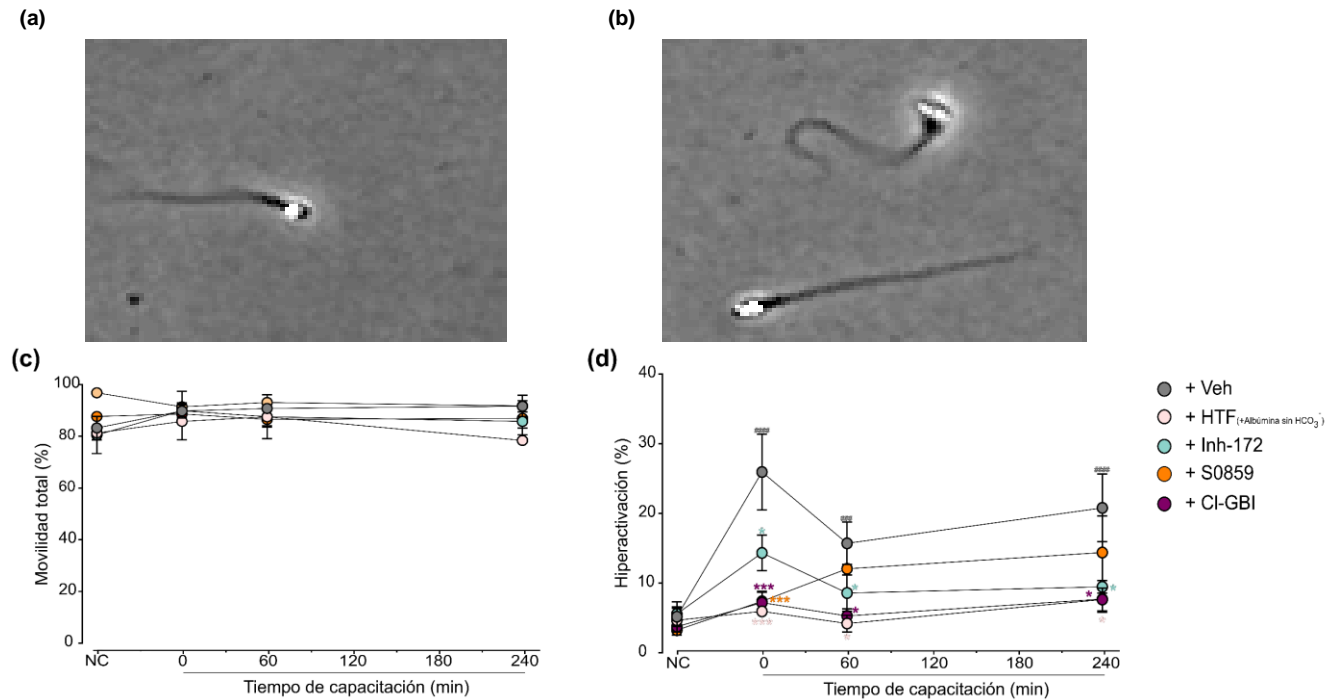 (a)
(b)
(c)
100
80
60
40
20
0
Movilidad total (%)
NC
0
60
120
180
240
Tiempo de capacitación (min)
(d)
40
30
20
10
0
Hiperactivación (%)
####
***
***
***
*
###
*
*
*
####
*
*
*
NC
0
60
120
180
240
Tiempo de capacitación (min)
+ Veh
+ HTF(+Albúmina sin HCO3-)
+ Inh-172
+ S0859
+ Cl-GBI